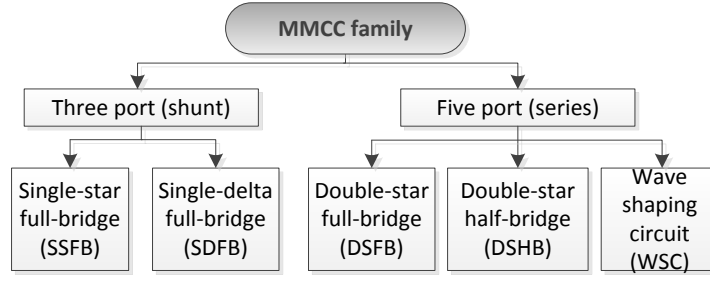 MMCC family
Three port (shunt)
Five port (series)
Single-star
full-bridge
(SSFB)
Single-delta
full-bridge
(SDFB)
Double-star
full-bridge
(DSFB)
Double-star
half-bridge
(DSHB)
Wave
shaping
circuit
(WSC)